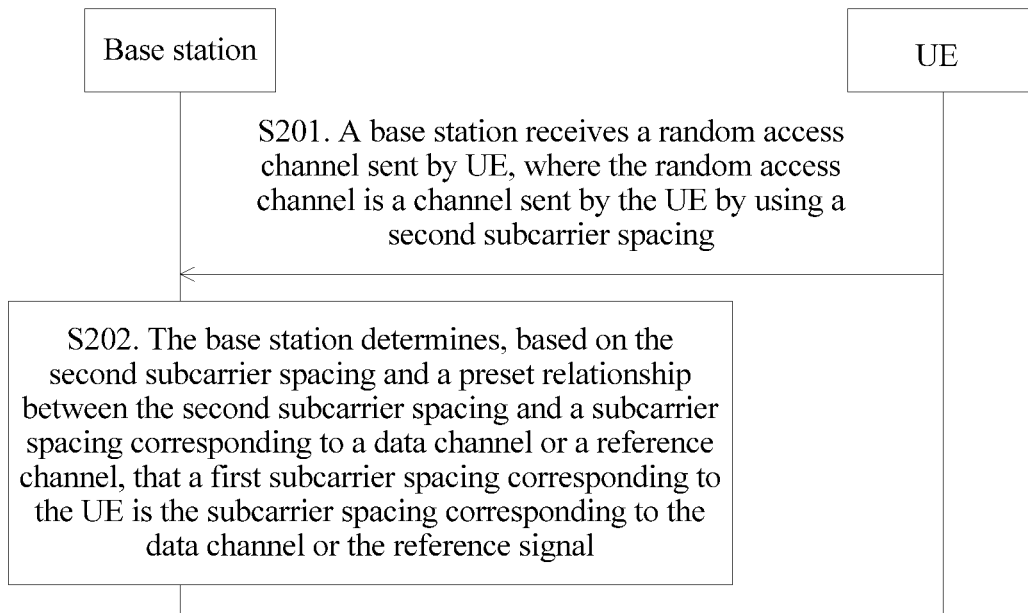 Base station
UE
S201. A base station receives a random access
channel sent by UE, where the random access
channel is a channel sent by the UE by using a
second subcarrier spacing
S202. The base station determines, based on the
second subcarrier spacing and a preset relationship
between the second subcarrier spacing and a subcarrier
spacing corresponding to a data channel or a reference
channel, that a first subcarrier spacing corresponding to
the UE is the subcarrier spacing corresponding to the
data channel or the reference signal